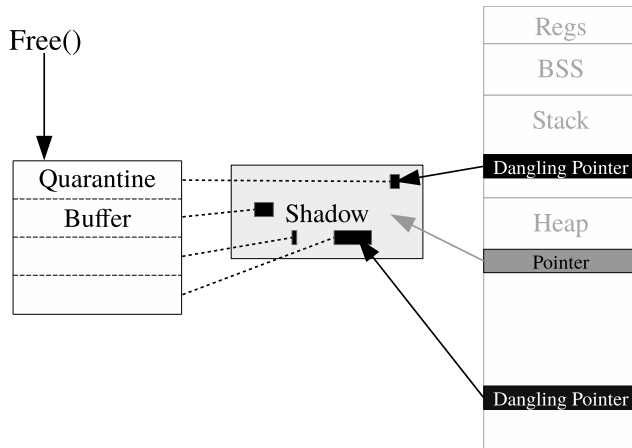 Free()
Quarantine
Buffer
Shadow
Regs
BSS
Stack
Dangling Pointer
Heap
Pointer
Dangling Pointer